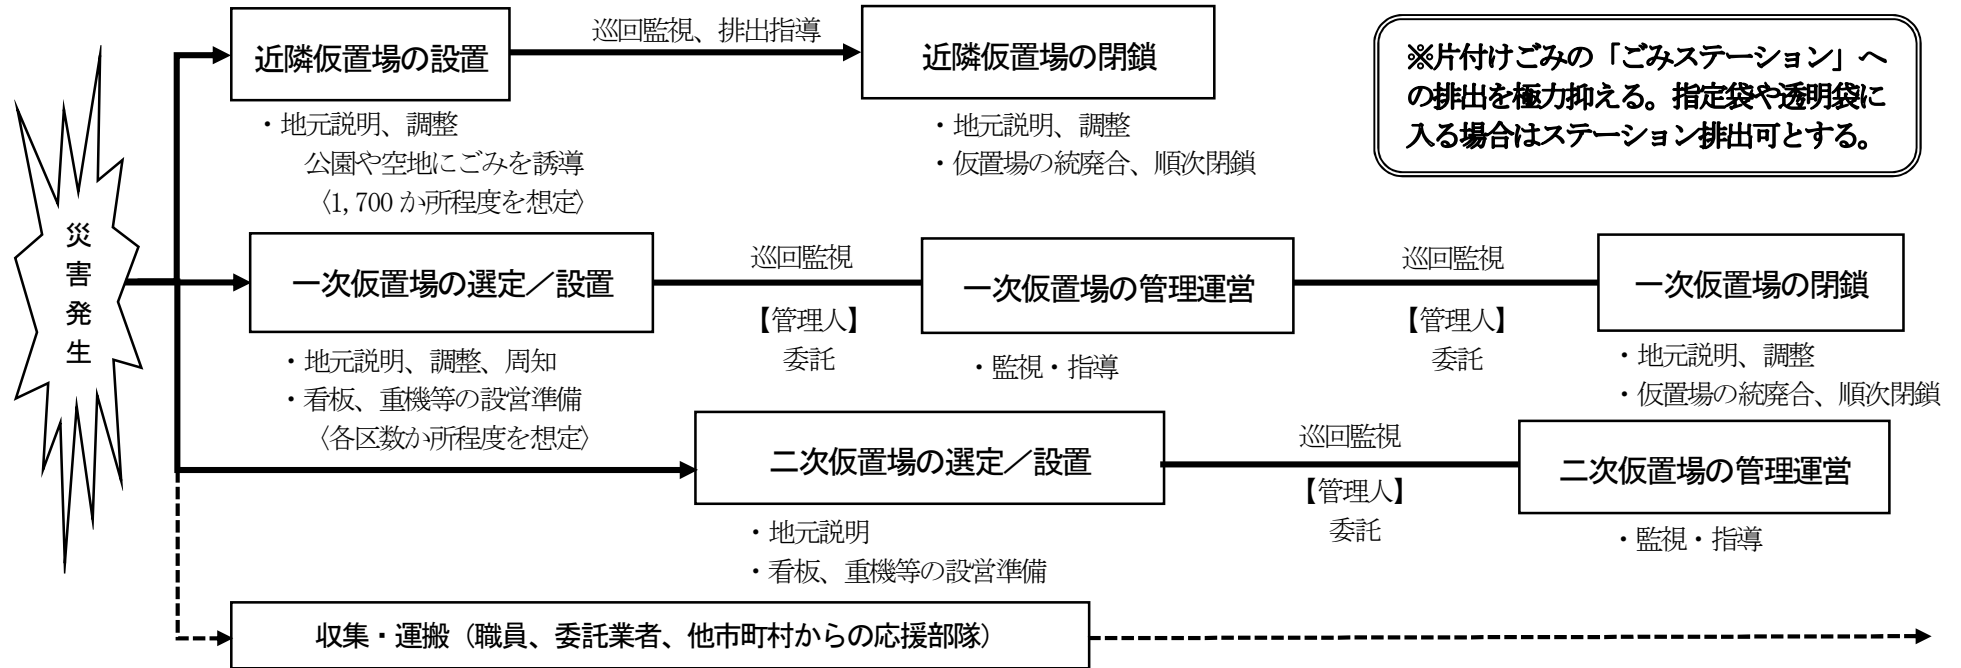 災害発生
近隣仮置場の設置
巡回監視、排出指導
近隣仮置場の閉鎖
※片付けごみの「ごみステーション」へ
の排出を極力抑える。指定袋や透明袋に
入る場合はステーション排出可とする。
・地元説明、調整
公園や空地にごみを誘導
〈1,700か所程度を想定〉
・地元説明、調整
・仮置場の統廃合、順次閉鎖
一次仮置場の選定／設置
巡回監視
【管理人】
委託
一次仮置場の管理運営
巡回監視
【管理人】
委託
一次仮置場の閉鎖
・地元説明、調整、周知
・看板、重機等の設営準備
〈各区数か所程度を想定〉
・監視・指導
・地元説明、調整
・仮置場の統廃合、順次閉鎖
二次仮置場の選定／設置
巡回監視
【管理人】
委託
二次仮置場の管理運営
・地元説明
・看板、重機等の設営準備
・監視・指導
収集・運搬（職員、委託業者、他市町村からの応援部隊）